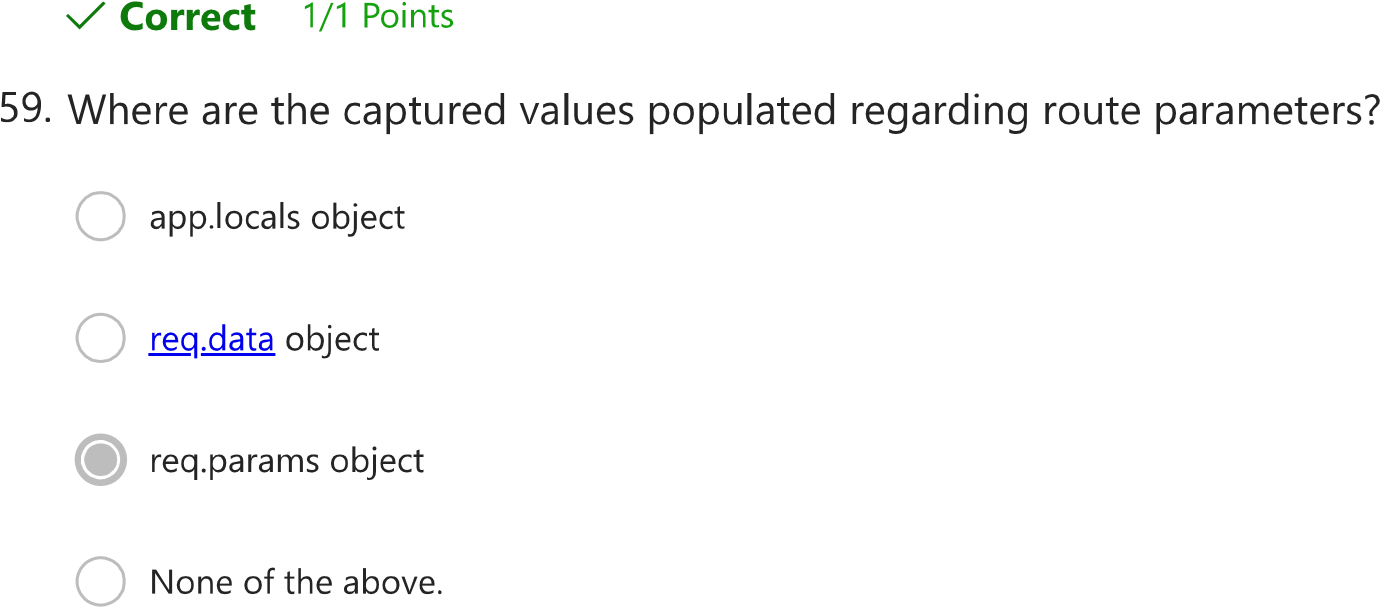 Correct 1/1 Points
59. Where are the captured values populated regarding route parameters?
app.locals object
req.data object
req.params object
None of the above.